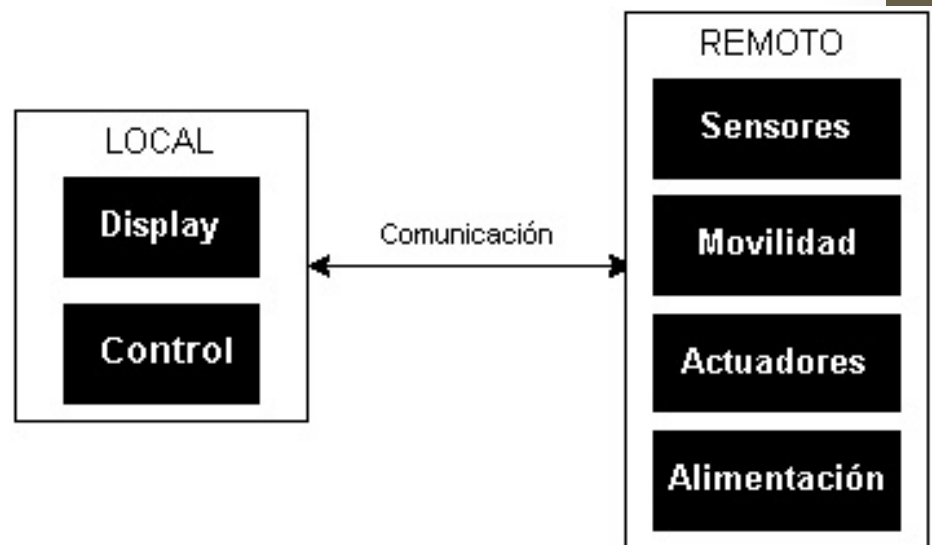 LOCAL
Display
Control
Comunicación
REMOTO
Sensores
Movilidad
Actuadores
Alimentación